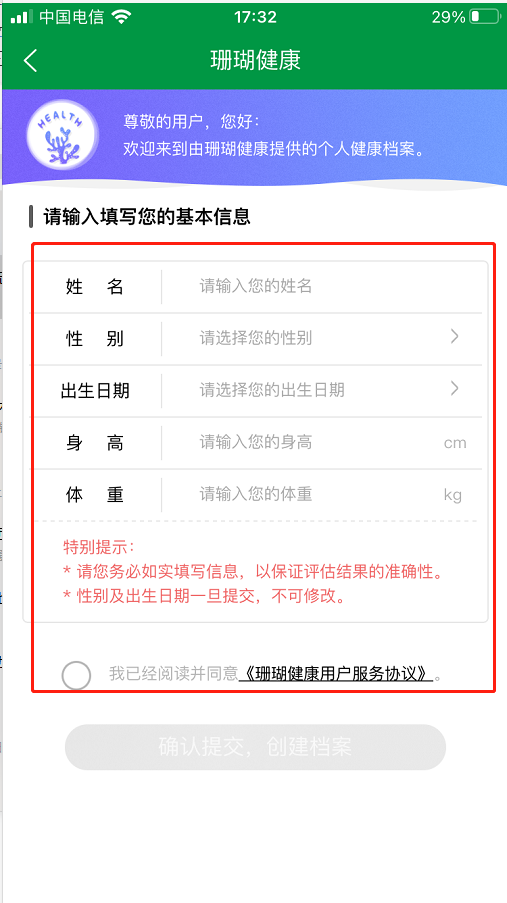 中国电信 17:32 29%
珊瑚健康
HEALTH
尊敬的用户，您好：
欢迎来到由珊瑚健康提供的个人健康档案。
请输入填写您的基本信息
姓 名 请输入您的姓名
性 别 请选择您的性别
出生日期 请选择您的出生日期
身 高 请输入您的身高 cm
体 重 请输入您的体重 kg
特别提示：
* 请您务必如实填写信息，以保证评估结果的准确性。
* 性别及出生日期一旦提交，不可修改。
我已经阅读并同意《珊瑚健康用户服务协议》。
确认提交，创建档案